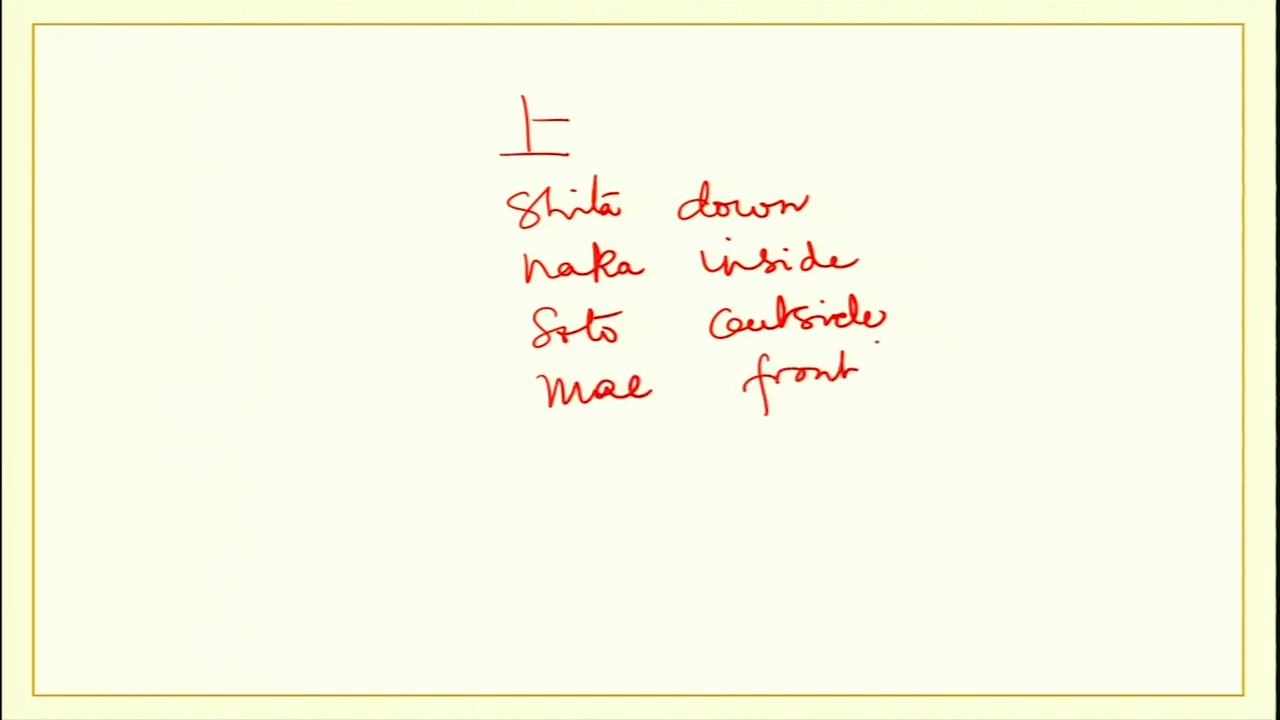 上
Shita down
naka inside
Soto outside
mae front